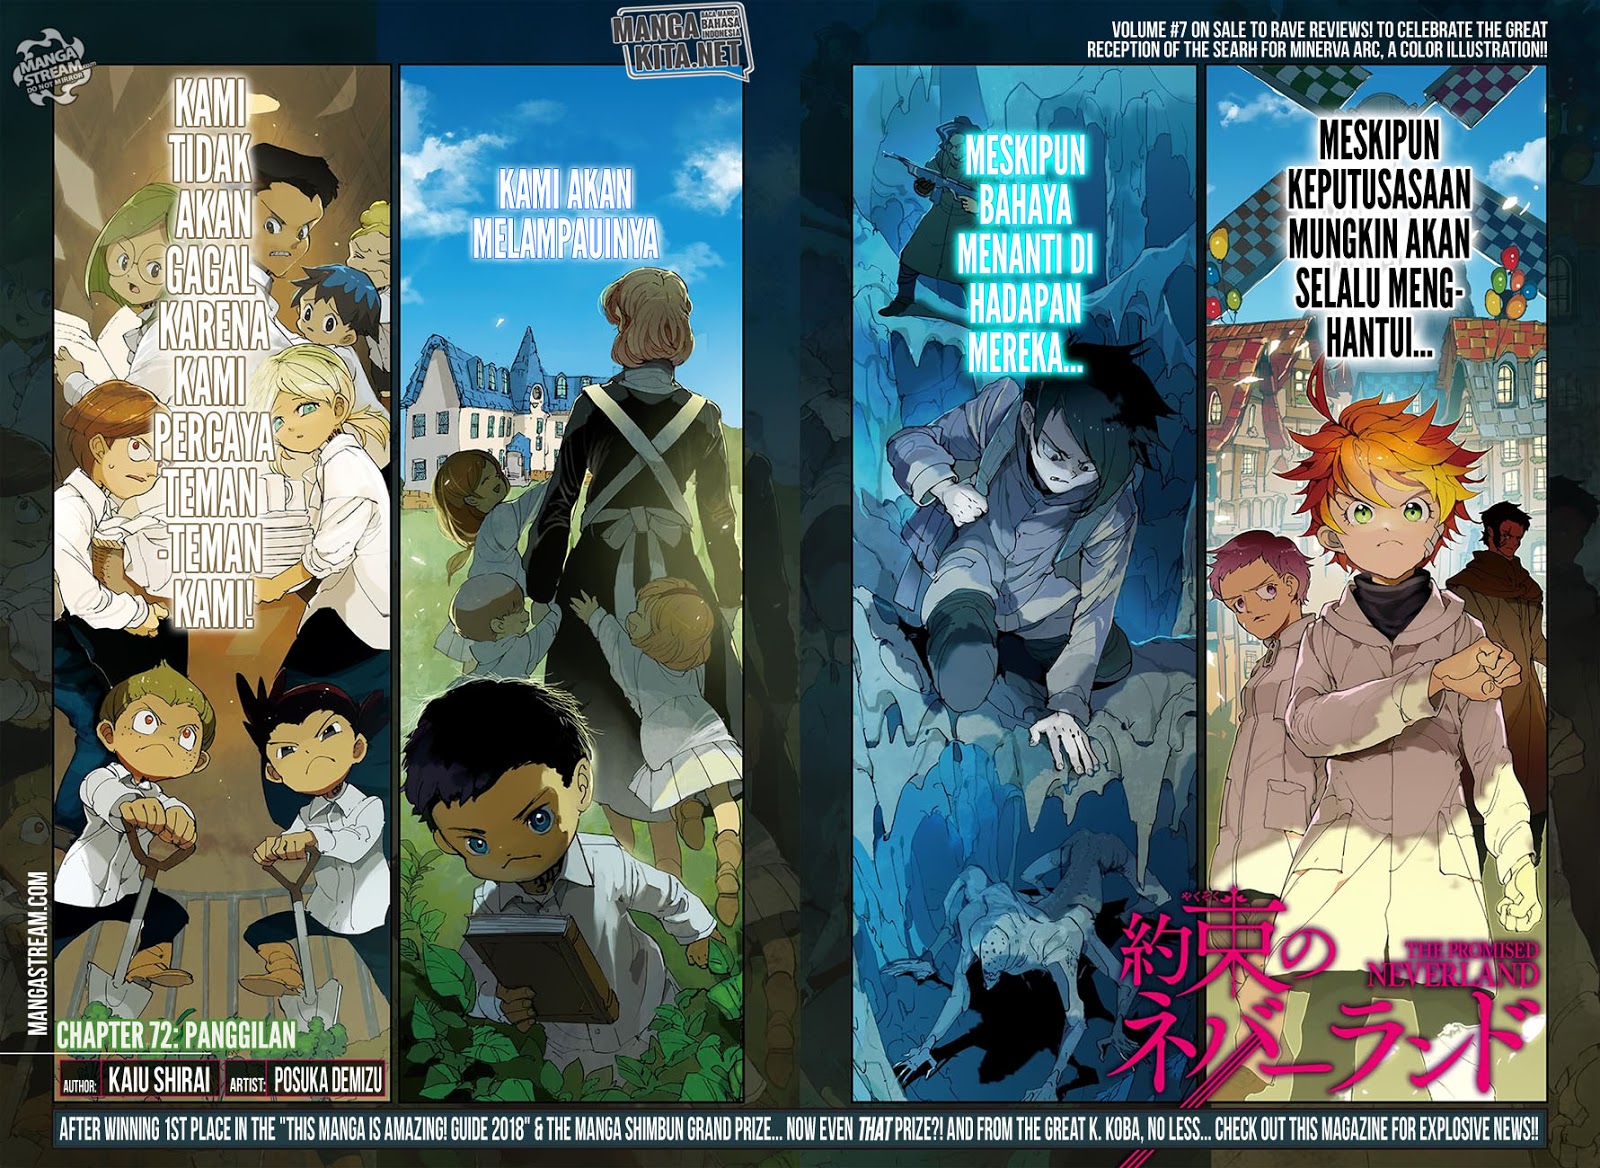 MANGA
STREAM.com
DO NOT MIRROR
MANGA
BACA MANGA
BAHASA
INDONESIA
KITA.NET
VOLUME #7 ON SALE TO RAVE REVIEWS! TO CELEBRATE THE GREAT
RECEPTION OF THE SEARH FOR MINERVA ARC, A COLOR ILLUSTRATION!!
MESKIPUN
KEPUTUSASAAN
MUNGKIN AKAN
SELALU MENG-
HANTUI...
MESKIPUN
BAHAYA
MENANTI DI
HADAPAN
MEREKA...
KAMI AKAN
MELAMPAUINYA
KAMI
TIDAK
AKAN
GAGAL
KARENA
KAMI
PERCAYA
TEMAN
-TEMAN
KAMI!
やくそく
約束の
ネバーランド
THE PROMISED
NEVERLAND
MANGASTREAM.COM
CHAPTER 72: PANGGILAN
AUTHOR: KAIU SHIRAI ARTIST: POSUKA DEMIZU
AFTER WINNING 1ST PLACE IN THE "THIS MANGA IS AMAZING! GUIDE 2018" & THE MANGA SHIMBUN GRAND PRIZE... NOW EVEN THAT PRIZE?! AND FROM THE GREAT K. KOBA, NO LESS... CHECK OUT THIS MAGAZINE FOR EXPLOSIVE NEWS!!